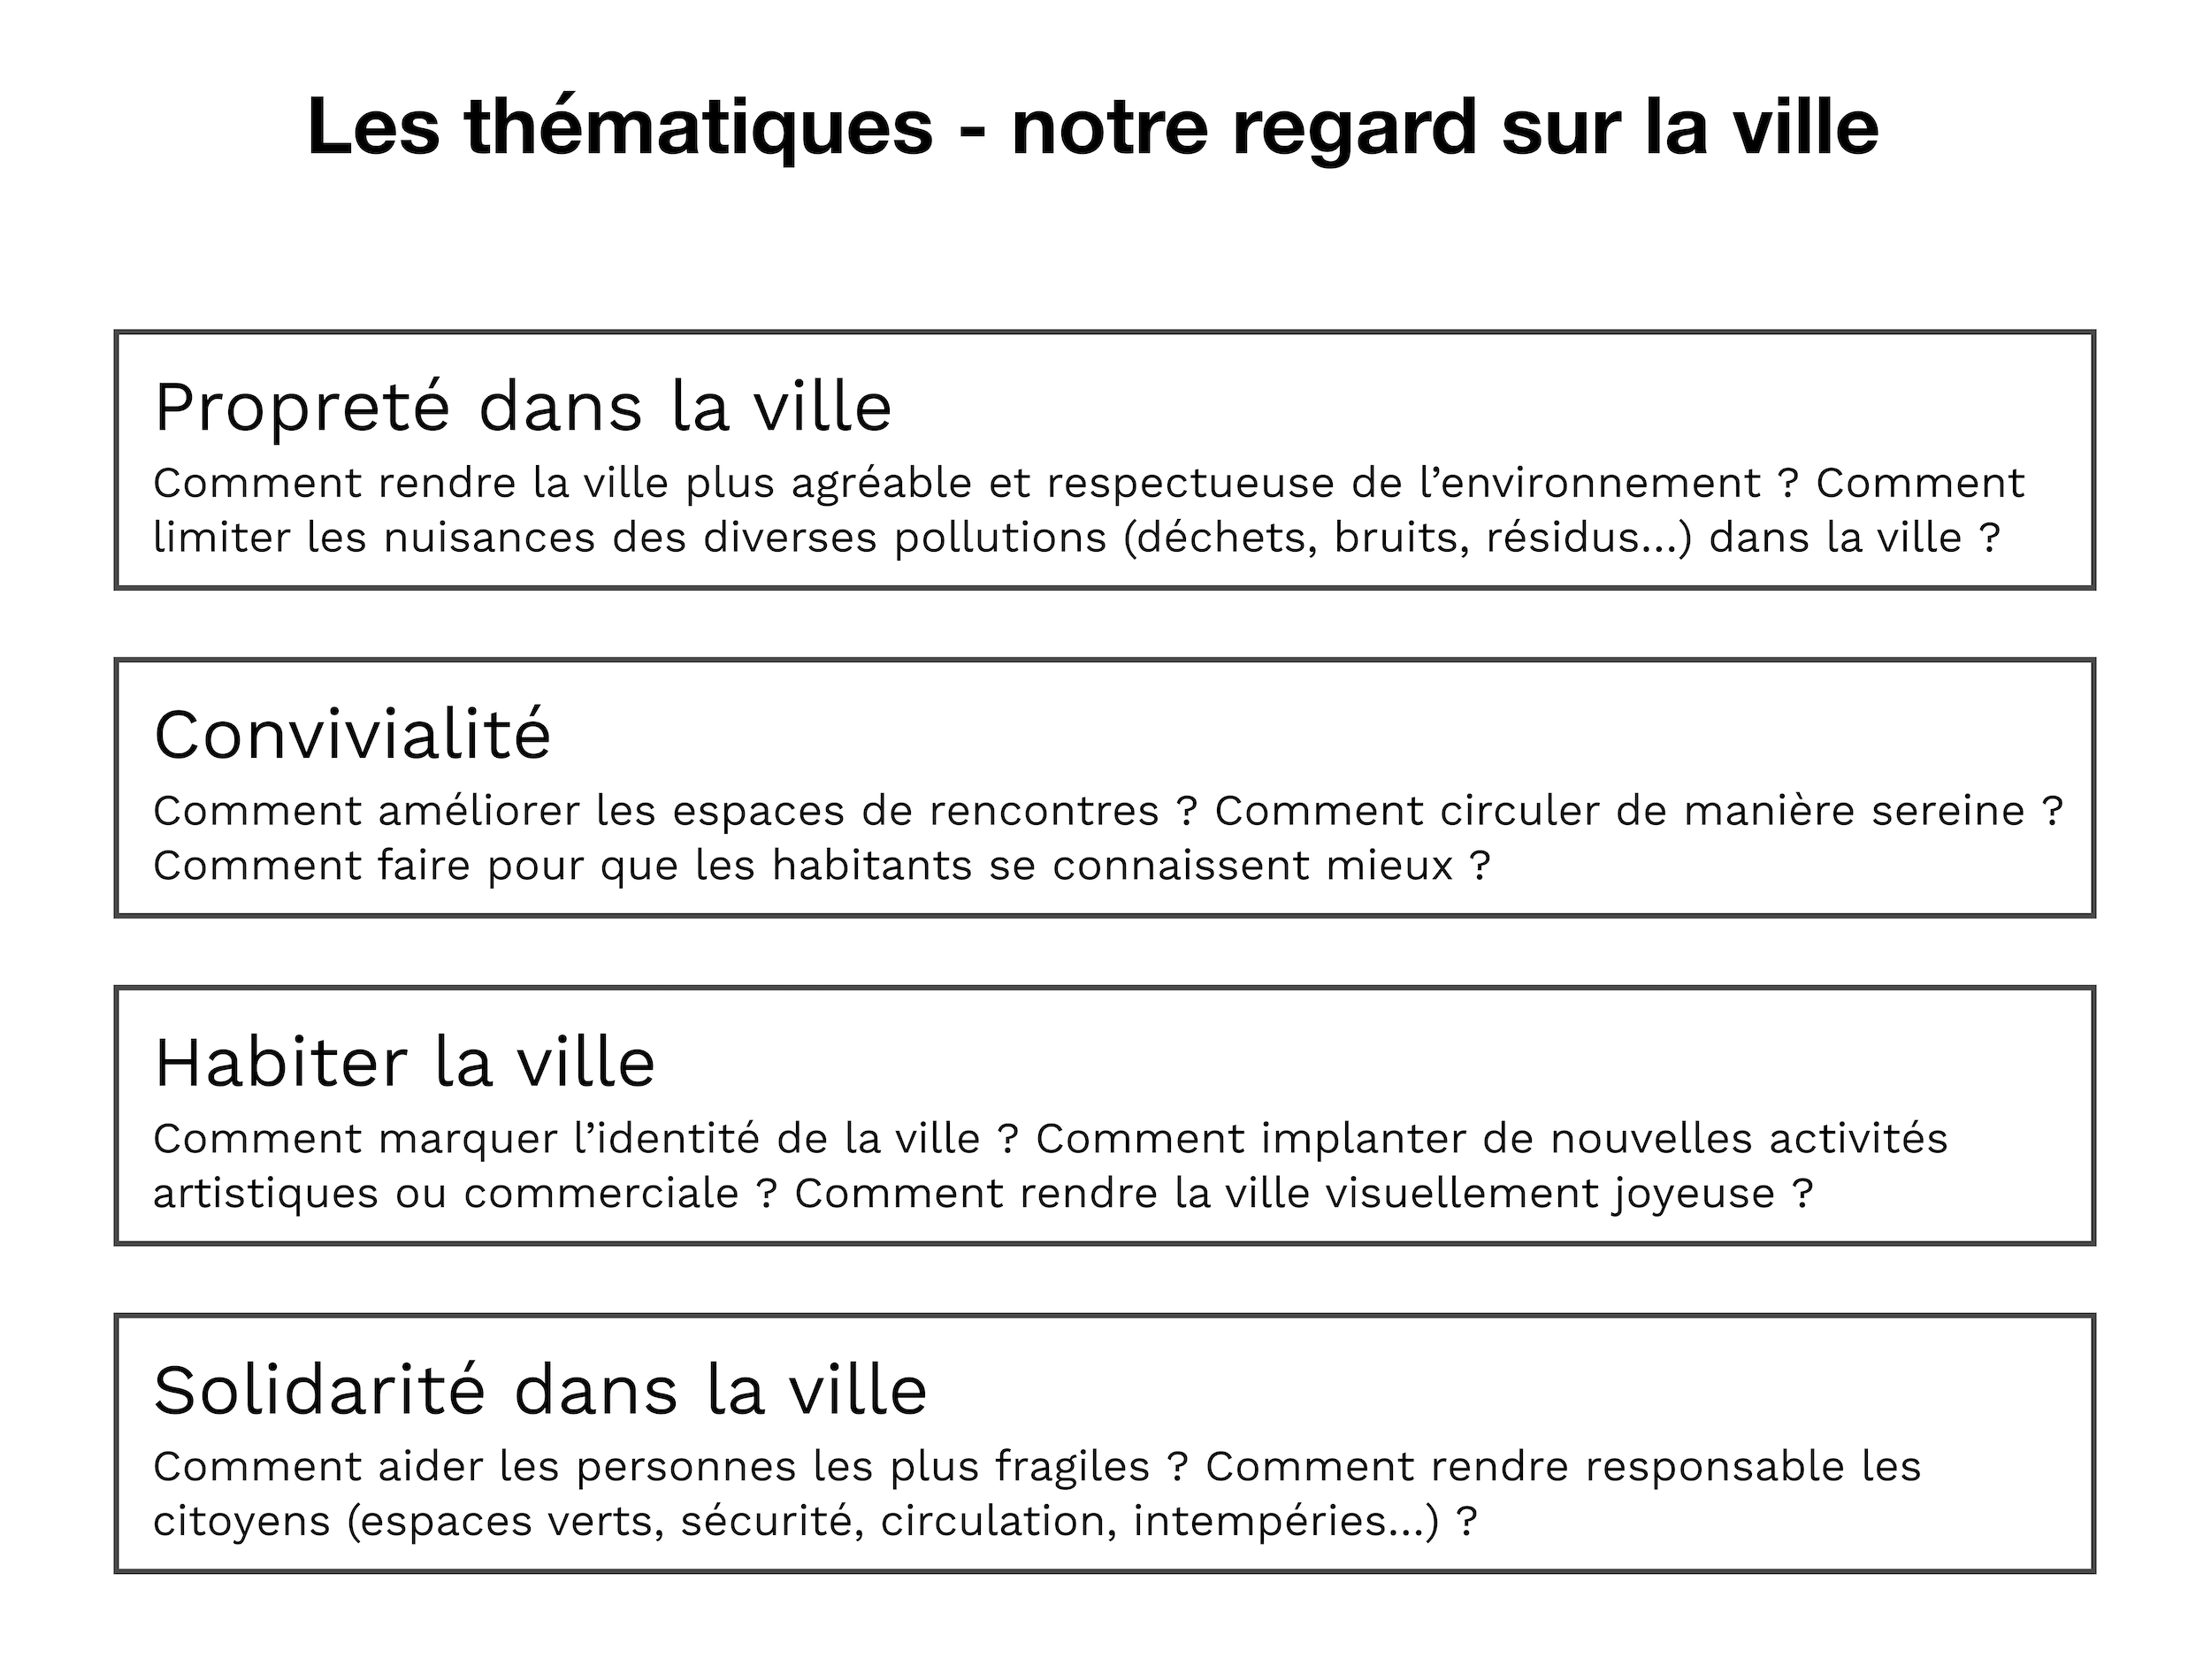 Les thématiques - notre regard sur la ville
Propreté dans la ville
Comment rendre la ville plus agréable et respectueuse de l’environnement ? Comment
limiter les nuisances des diverses pollutions (déchets, bruits, résidus...) dans la ville ?
Convivialité
Comment améliorer les espaces de rencontres ? Comment circuler de manière sereine ?
Comment faire pour que les habitants se connaissent mieux ?
Habiter la ville
Comment marquer l’identité de la ville ? Comment implanter de nouvelles activités
artistiques ou commerciale ? Comment rendre la ville visuellement joyeuse ?
Solidarité dans la ville
Comment aider les personnes les plus fragiles ? Comment rendre responsable les
citoyens (espaces verts, sécurité, circulation, intempéries...) ?